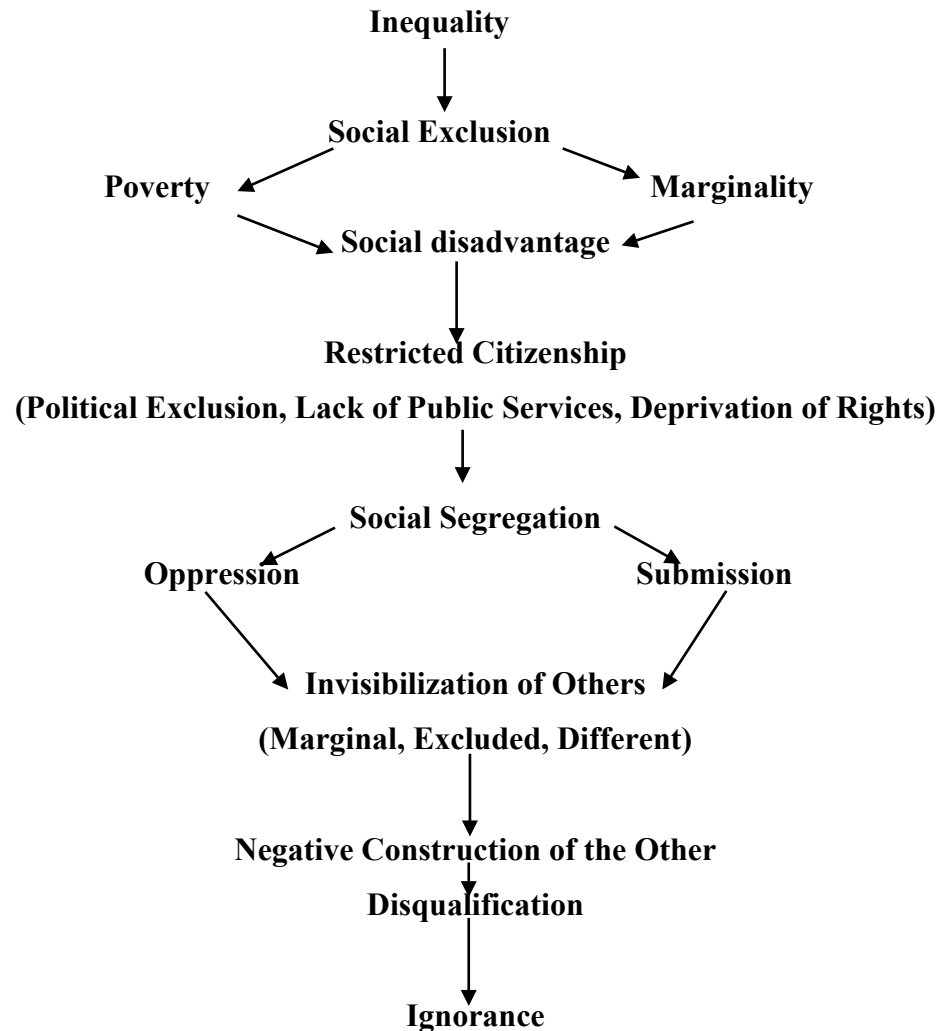 Inequality
Social Exclusion
Poverty Marginality
Social disadvantage
Restricted Citizenship
(Political Exclusion, Lack of Public Services, Deprivation of Rights)
Social Segregation
Oppression Submission
Invisibilization of Others
(Marginal, Excluded, Different)
Negative Construction of the Other
Disqualification
Ignorance